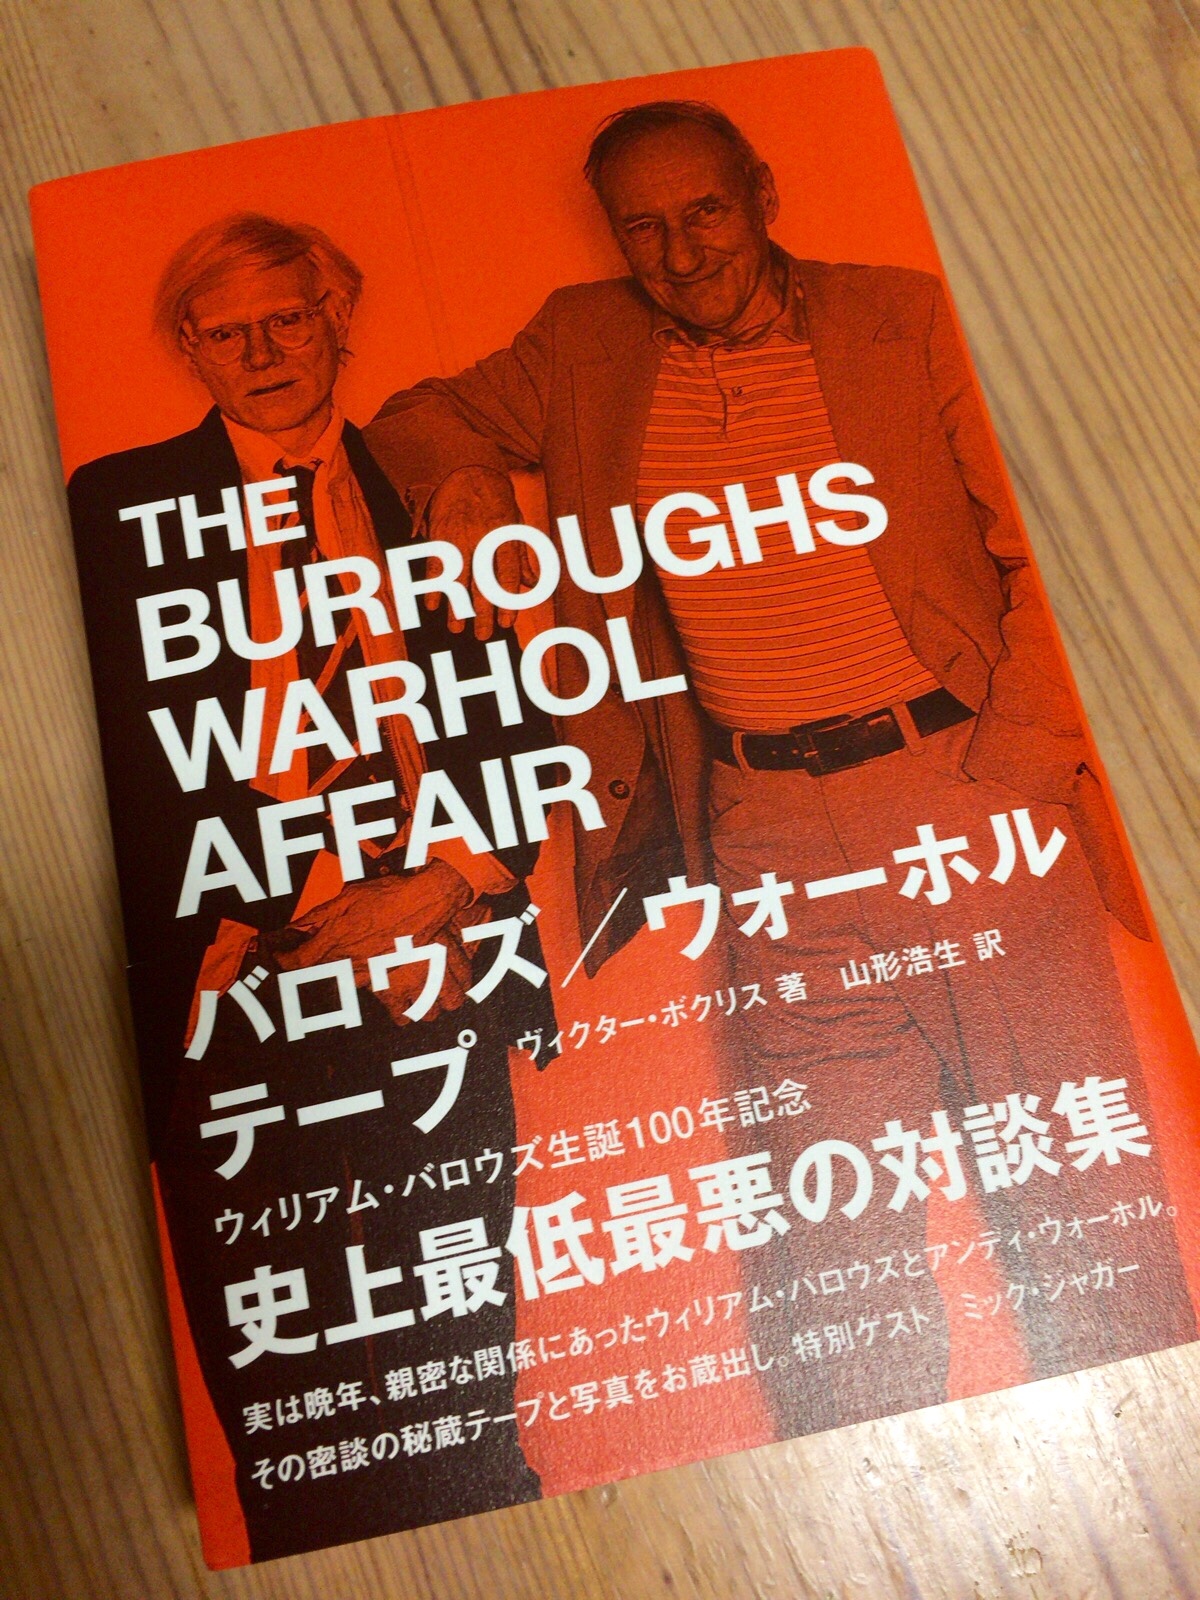 THE
BURROUGHS
WARHOL
AFFAIR
バロウズ／ウォーホル
テープ ヴィクター・ボクリス 著 山形浩生 訳
ウィリアム・バロウズ生誕100年記念
史上最低最悪の対談集
実は晩年、親密な関係にあったウィリアム・バロウスとアンディ・ウォーホル。
その密談の秘蔵テープと写真をお蔵出し。特別ゲスト ミック・ジャガー